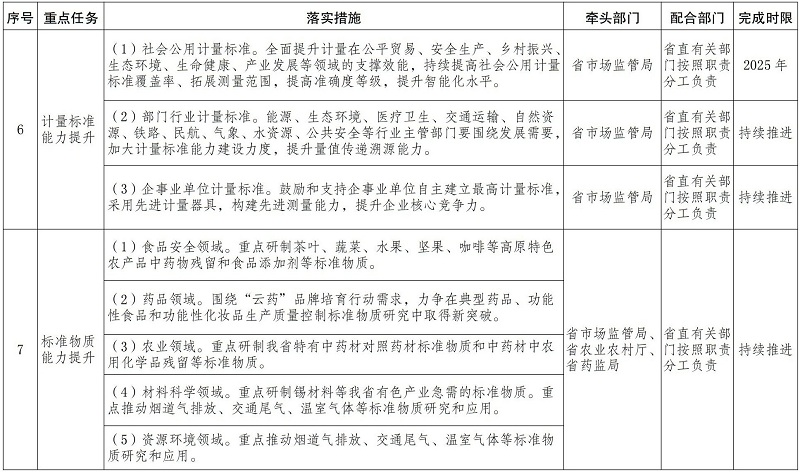 序号 重点任务 落实措施 牵头部门 配合部门 完成时限
6
计量标准
能力提升
（1）社会公用计量标准。全面提升计量在公平贸易、安全生产、乡村振兴、
生态环境、生命健康、产业发展等领域的支撑效能，持续提高社会公用计量
标准覆盖率、拓展测量范围，提高准确度等级，提升智能化水平。
省市场监管局
省直有关部
门按照职责
分工负责
2025 年
（2）部门行业计量标准。能源、生态环境、医疗卫生、交通运输、自然资
源、铁路、民航、气象、水资源、公共安全等行业主管部门要围绕发展需要，
加大计量标准能力建设力度，提升量值传递溯源能力。
省市场监管局
省直有关部
门按照职责
分工负责
持续推进
（3）企事业单位计量标准。鼓励和支持企事业单位自主建立最高计量标准，
采用先进计量器具，构建先进测量能力，提升企业核心竞争力。
省市场监管局
省直有关部
门按照职责
分工负责
持续推进
7
标准物质
能力提升
（1）食品安全领域。重点研制茶叶、蔬菜、水果、坚果、咖啡等高原特色
农产品中药物残留和食品添加剂等标准物质。
（2）药品领域。围绕“云药”品牌培育行动需求，力争在典型药品、功能
性食品和功能性化妆品生产质量控制标准物质研究中取得新突破。
（3）农业领域。重点研制我省特有中药材对照药材标准物质和中药材中农
用化学品残留等标准物质。
（4）材料科学领域。重点研制锡材料等我省有色产业急需的标准物质。重
点推动烟道气排放、交通尾气、温室气体等标准物质研究和应用。
（5）资源环境领域。重点推动烟道气排放、交通尾气、温室气体等标准物
质研究和应用。
省市场监管局、
省农业农村厅、
省药监局
省直有关部
门按照职责
分工负责
持续推进